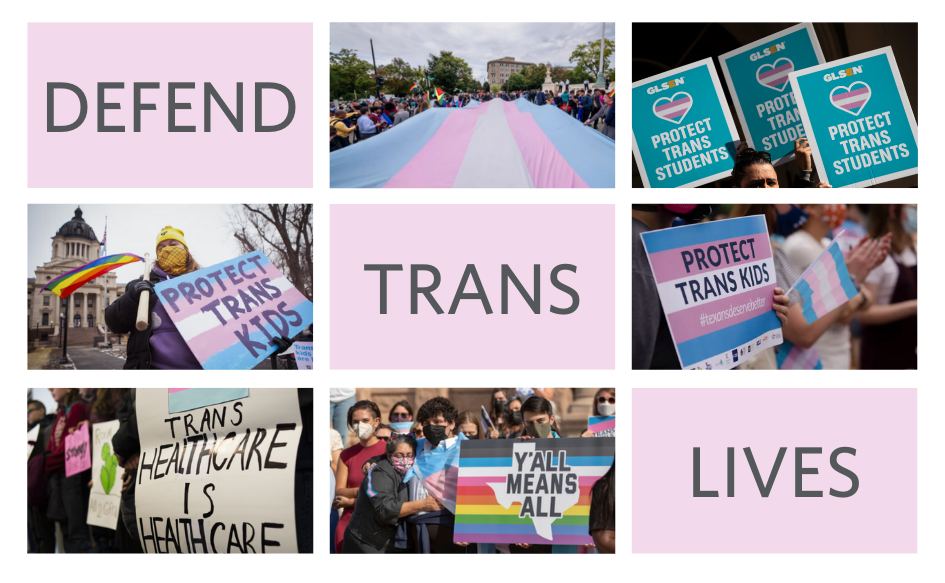 DEFEND
GLSEN
PROTECT
TRANS
STUDENTS
GLSEN
PROTECT
TRANS
GLSEN
PROTECT
TRANS
STUDENTS
PROTECT
TRANS
KIDS
TRANS
PROTECT
TRANS KIDS
#texansdeservebetter
TRANS
HEALTHCARE
IS
HEALTHCARE
Y'ALL
MEANS
ALL
LIVES